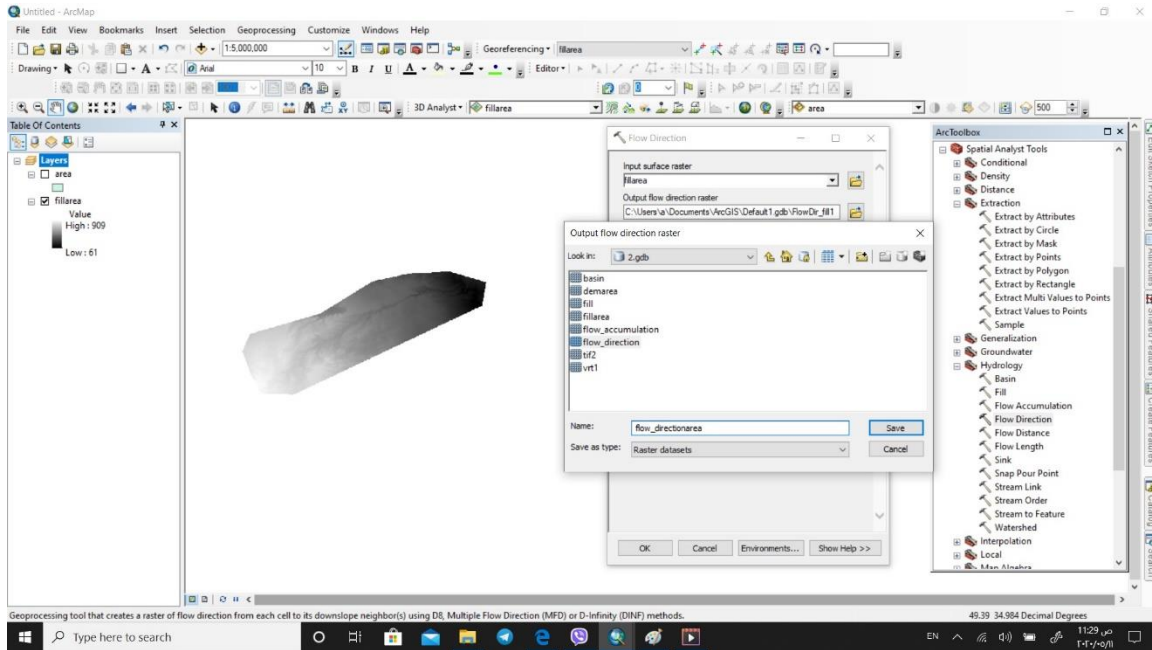 Untitled - ArcMap
File Edit View Bookmarks Insert Selection Geoprocessing Customize Windows Help
1:5,000,000 Georeferencing fillarea
Drawing A Arial 10 B I U A Editor
3D Analyst fillarea area 500
Table Of Contents
Layers
area
fillarea
Value
High : 909
Low : 61
Flow Direction
Input surface raster
fillarea
Output flow direction raster
C:\Users\a\Documents\ArcGIS\Default1.gdb\FlowDir_fill1
Output flow direction raster
Look in: 2.gdb
basin
demarea
fill
fillarea
flow_accumulation
flow_direction
tif2
vrt1
Name: flow_directionarea
Save
Save as type: Raster datasets
Cancel
OK Cancel Environments... Show Help >>
ArcToolbox
Spatial Analyst Tools
Conditional
Density
Distance
Extraction
Extract by Attributes
Extract by Circle
Extract by Mask
Extract by Points
Extract by Polygon
Extract by Rectangle
Extract Multi Values to Points
Extract Values to Points
Sample
Generalization
Groundwater
Hydrology
Basin
Fill
Flow Accumulation
Flow Direction
Flow Distance
Flow Length
Sink
Snap Pour Point
Stream Link
Stream Order
Stream to Feature
Watershed
Interpolation
Local
Map Algebra
Geoprocessing tool that creates a raster of flow direction from each cell to its downslope neighbor(s) using D8, Multiple Flow Direction (MFD) or D-Infinity (DINF) methods.
49.39 34.984 Decimal Degrees
Type here to search
EN
11:29 ص
٢٠٢٠/٠٥/١١